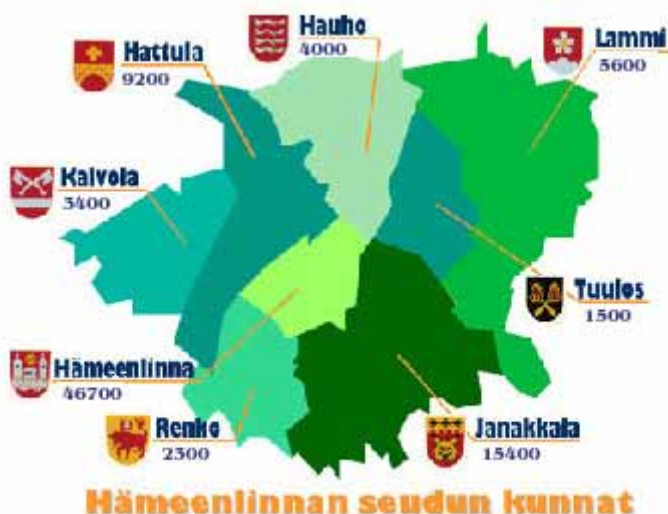 Hauho
4000
Lammi
5600
Hattula
9200
Kalvola
3400
Tuulos
1500
Hämeenlinna
46700
Renko
2300
Janakkala
15400
Hämeenlinnan seudun kunnat